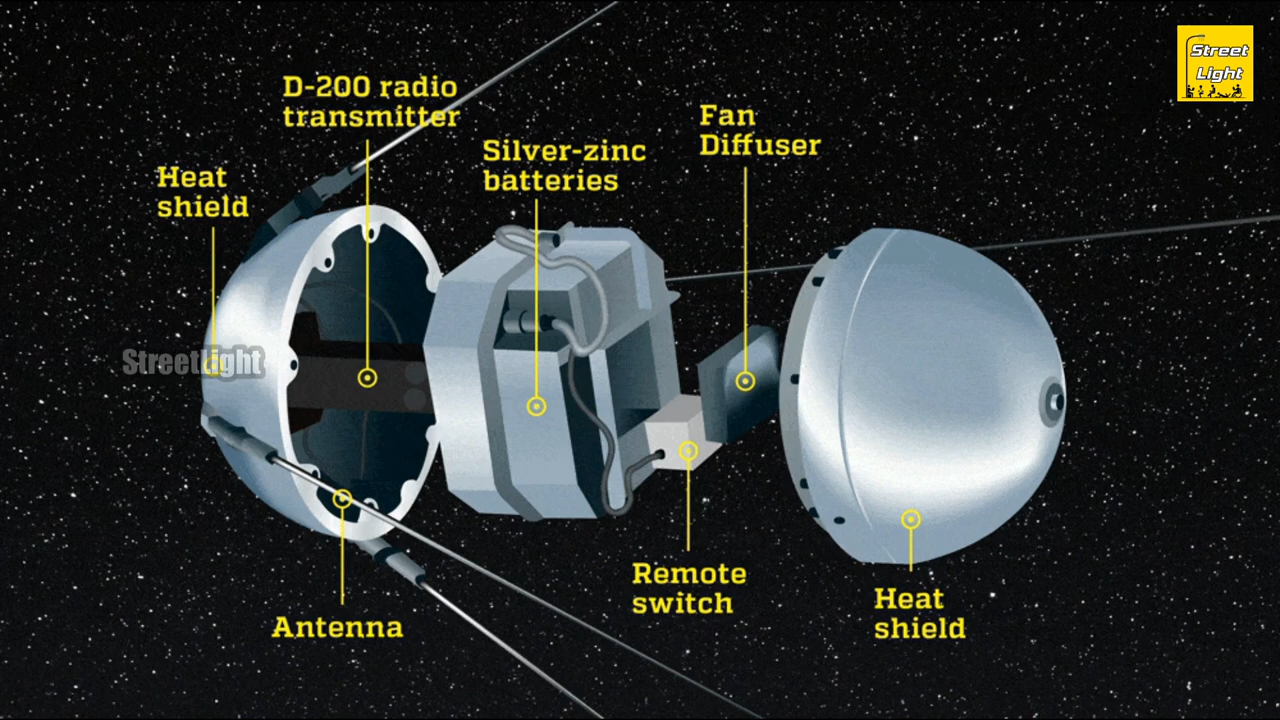 Street
Light
D-200 radio
transmitter
Fan
Diffuser
Silver-zinc
batteries
Heat
shield
StreetLight
Remote
switch
Heat
shield
Antenna